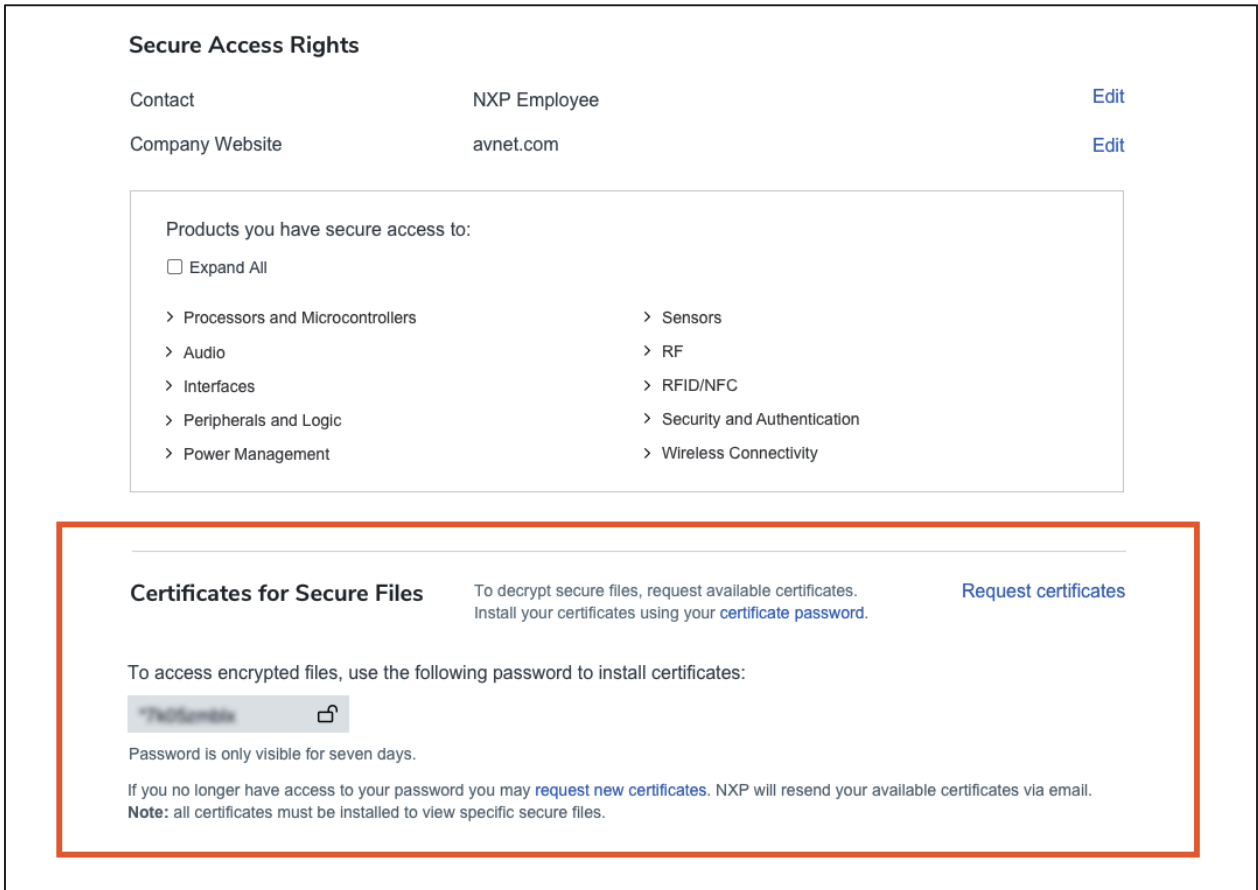 Secure Access Rights
Contact NXP Employee Edit
Company Website avnet.com Edit
Products you have secure access to:
Expand All
Processors and Microcontrollers
Audio
Interfaces
Peripherals and Logic
Power Management
Sensors
RF
RFID/NFC
Security and Authentication
Wireless Connectivity
Certificates for Secure Files
To decrypt secure files, request available certificates.
Install your certificates using your certificate password.
Request certificates
To access encrypted files, use the following password to install certificates:
Password is only visible for seven days.
If you no longer have access to your password you may request new certificates. NXP will resend your available certificates via email.
Note: all certificates must be installed to view specific secure files.